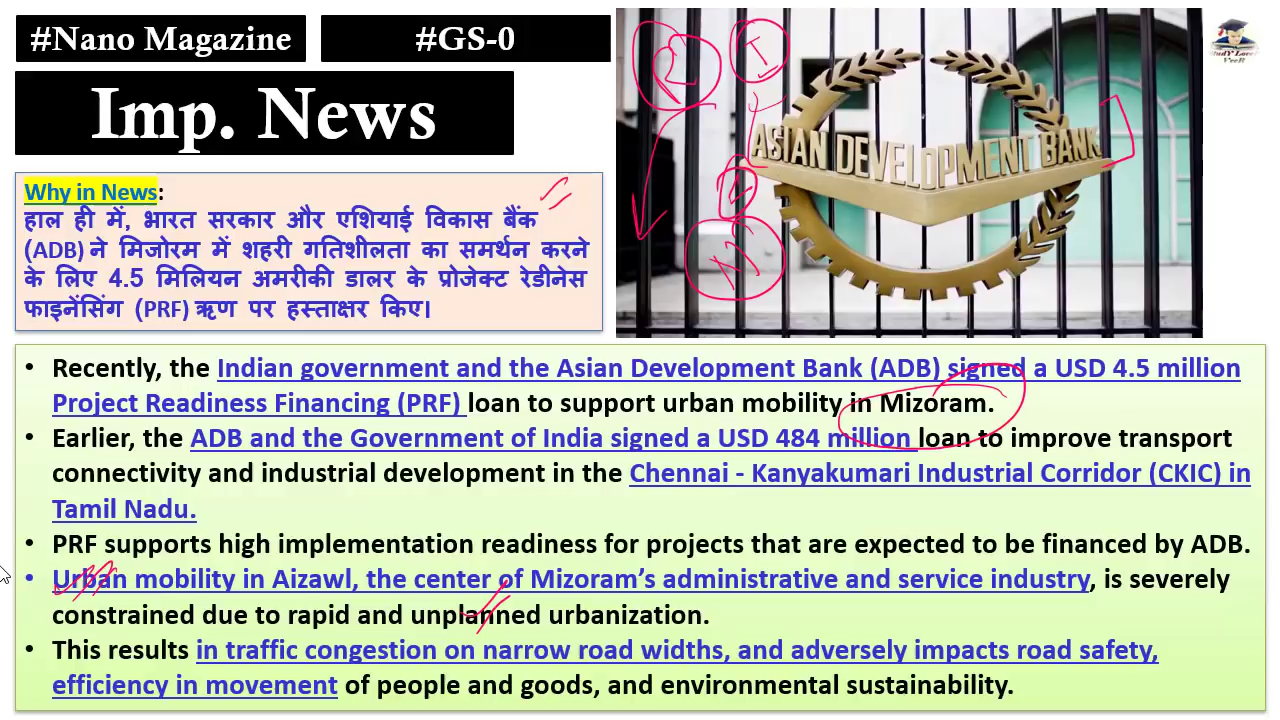 #Nano Magazine
#GS-0
Imp. News
Why in News:
हाल ही में, भारत सरकार और एशियाई विकास बैंक
(ADB) ने मिजोरम में शहरी गतिशीलता का समर्थन करने
के लिए 4.5 मिलियन अमरीकी डालर के प्रोजेक्ट रेडीनेस
फाइनेंसिंग (PRF) ऋण पर हस्ताक्षर किए।
ASIAN DEVELOPMENT BANK
• Recently, the Indian government and the Asian Development Bank (ADB) signed a USD 4.5 million
Project Readiness Financing (PRF) loan to support urban mobility in Mizoram.
• Earlier, the ADB and the Government of India signed a USD 484 million loan to improve transport
connectivity and industrial development in the Chennai - Kanyakumari Industrial Corridor (CKIC) in
Tamil Nadu.
• PRF supports high implementation readiness for projects that are expected to be financed by ADB.
• Urban mobility in Aizawl, the center of Mizoram's administrative and service industry, is severely
constrained due to rapid and unplanned urbanization.
• This results in traffic congestion on narrow road widths, and adversely impacts road safety,
efficiency in movement of people and goods, and environmental sustainability.